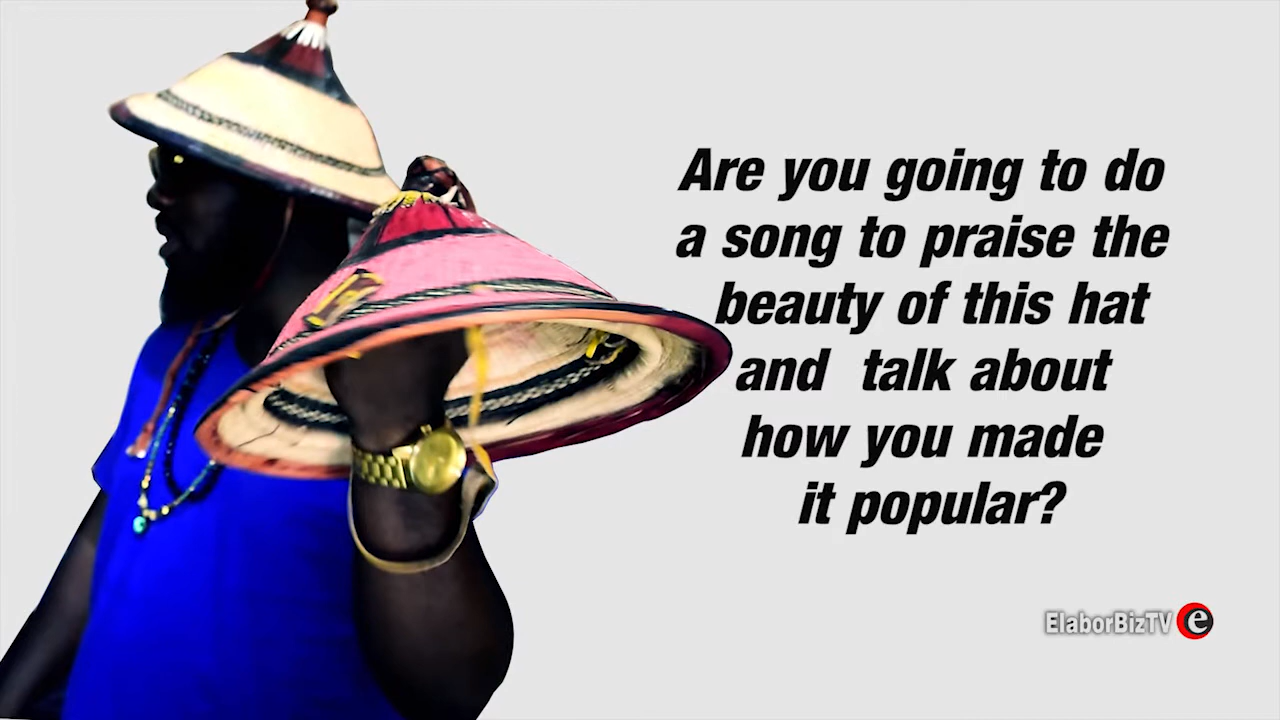 Are you going to do
a song to praise the
beauty of this hat
and  talk about
how you made
it popular?
ElaborBizTV e